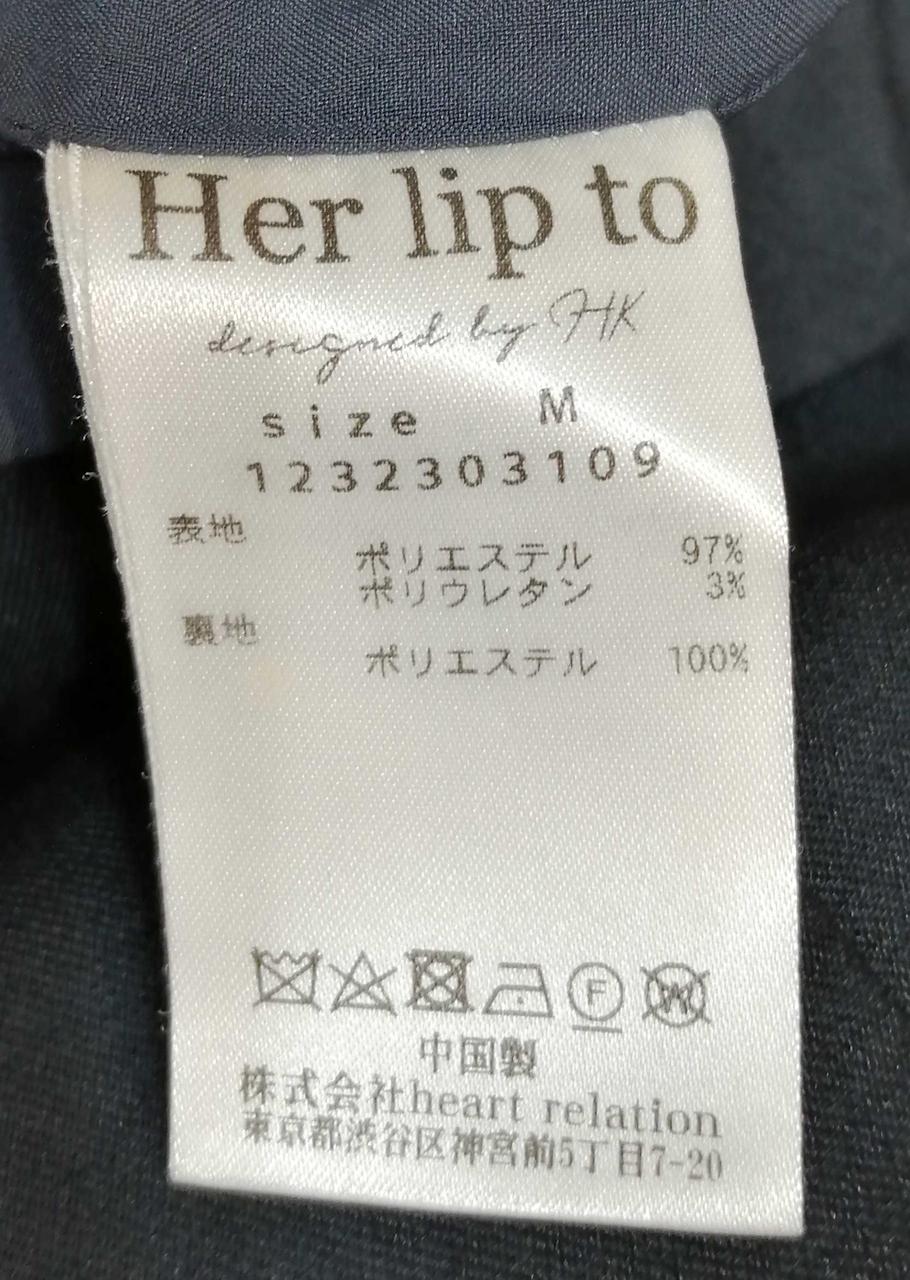 Her lip to
designed by HK
size M
1232303109
表地
ポリエステル 97%
ポリウレタン 3%
裏地
ポリエステル 100%
F W
中国製
株式会社heart relation
東京都渋谷区神宮前5丁目7-20